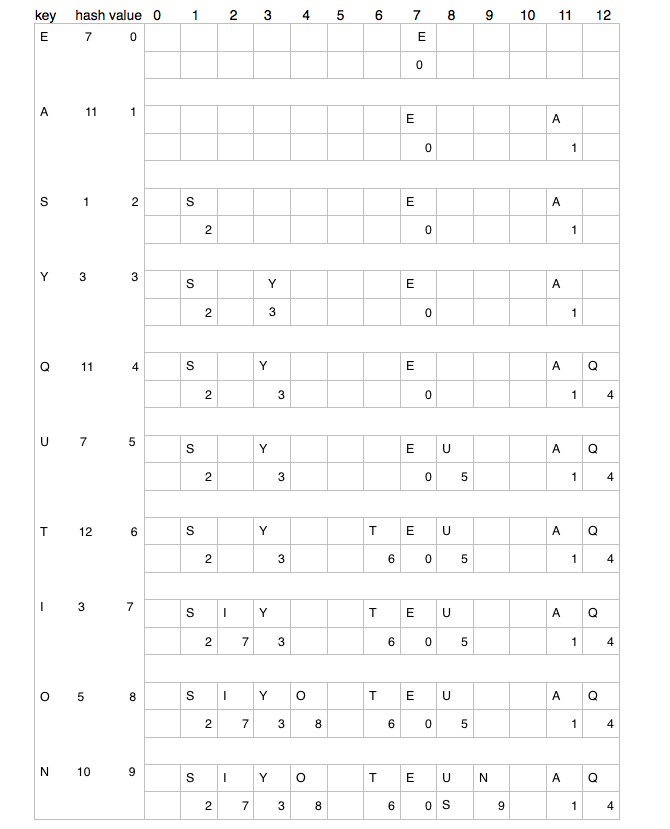 key hash value 0 1 2 3 4 5 6 7 8 9 10 11 12
E 7 0 E
0
A 11 1 E A
0 1
S 1 2 S E A
2 0 1
Y 3 3 S Y E A
2 3 0 1
Q 11 4 S Y E A Q
2 3 0 1 4
U 7 5 S Y E U A Q
2 3 0 5 1 4
T 12 6 S Y T E U A Q
2 3 6 0 5 1 4
I 3 7 S I Y T E U A Q
2 7 3 6 0 5 1 4
O 5 8 S I Y O T E U A Q
2 7 3 8 6 0 5 1 4
N 10 9 S I Y O T E U N A Q
2 7 3 8 6 0 S 9 1 4